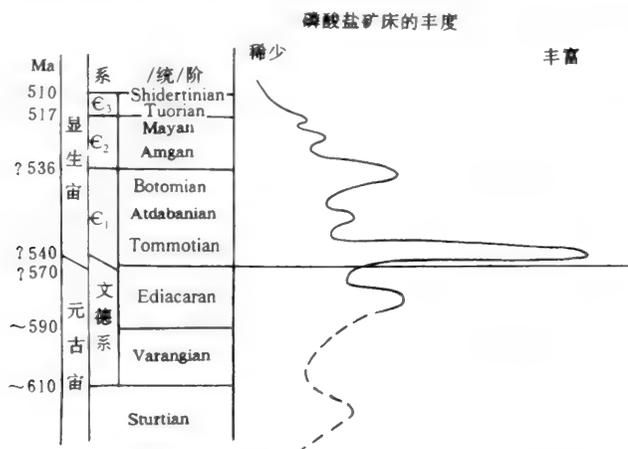 磷酸盐矿床的丰度
稀少 丰富
Ma 系 /统/阶
510 Є₃ Shidertinian
517 Tuorian
显生宙
Є₂ Mayan
Amgan
?536
Botomian
Є₁ Atdabanian
Tommotian
?540
?570
元古宙
文德系
Ediacaran
~590
Varangian
~610
Sturtian